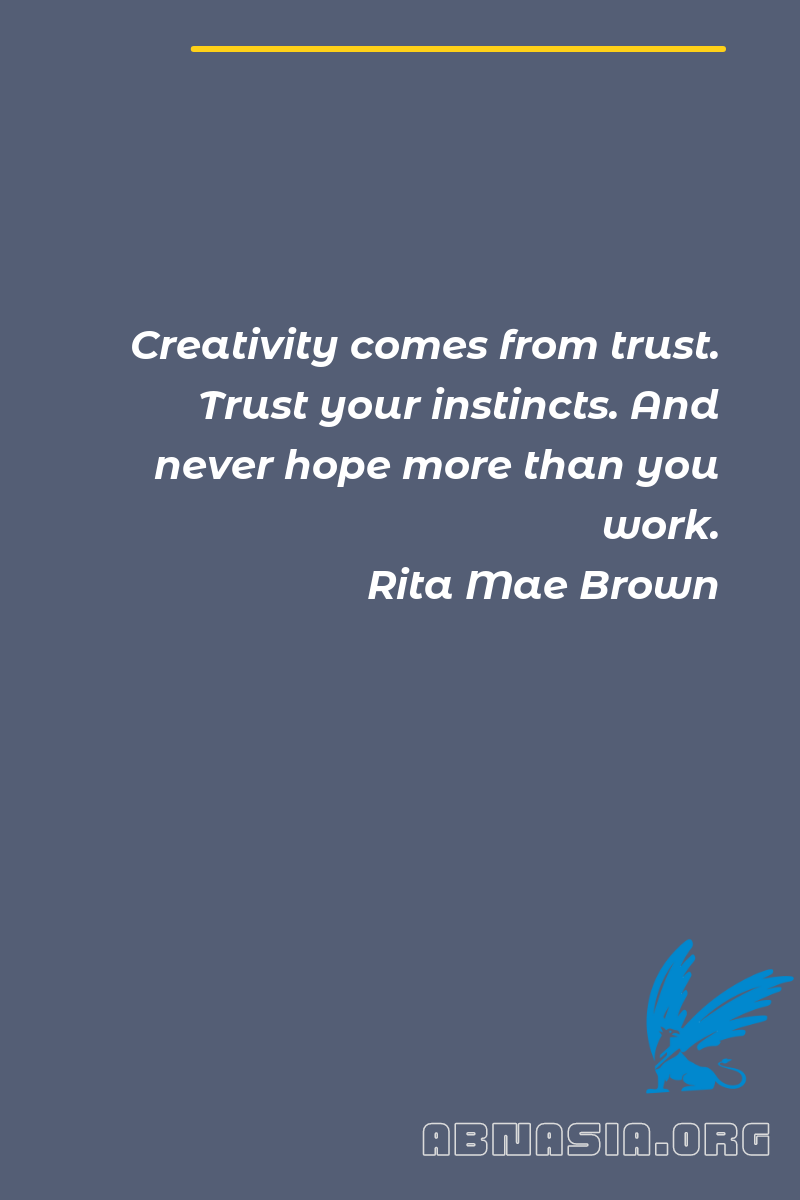 Creativity comes from trust.
Trust your instincts. And
never hope more than you
work.
Rita Mae Brown
ABNASIA.ORG